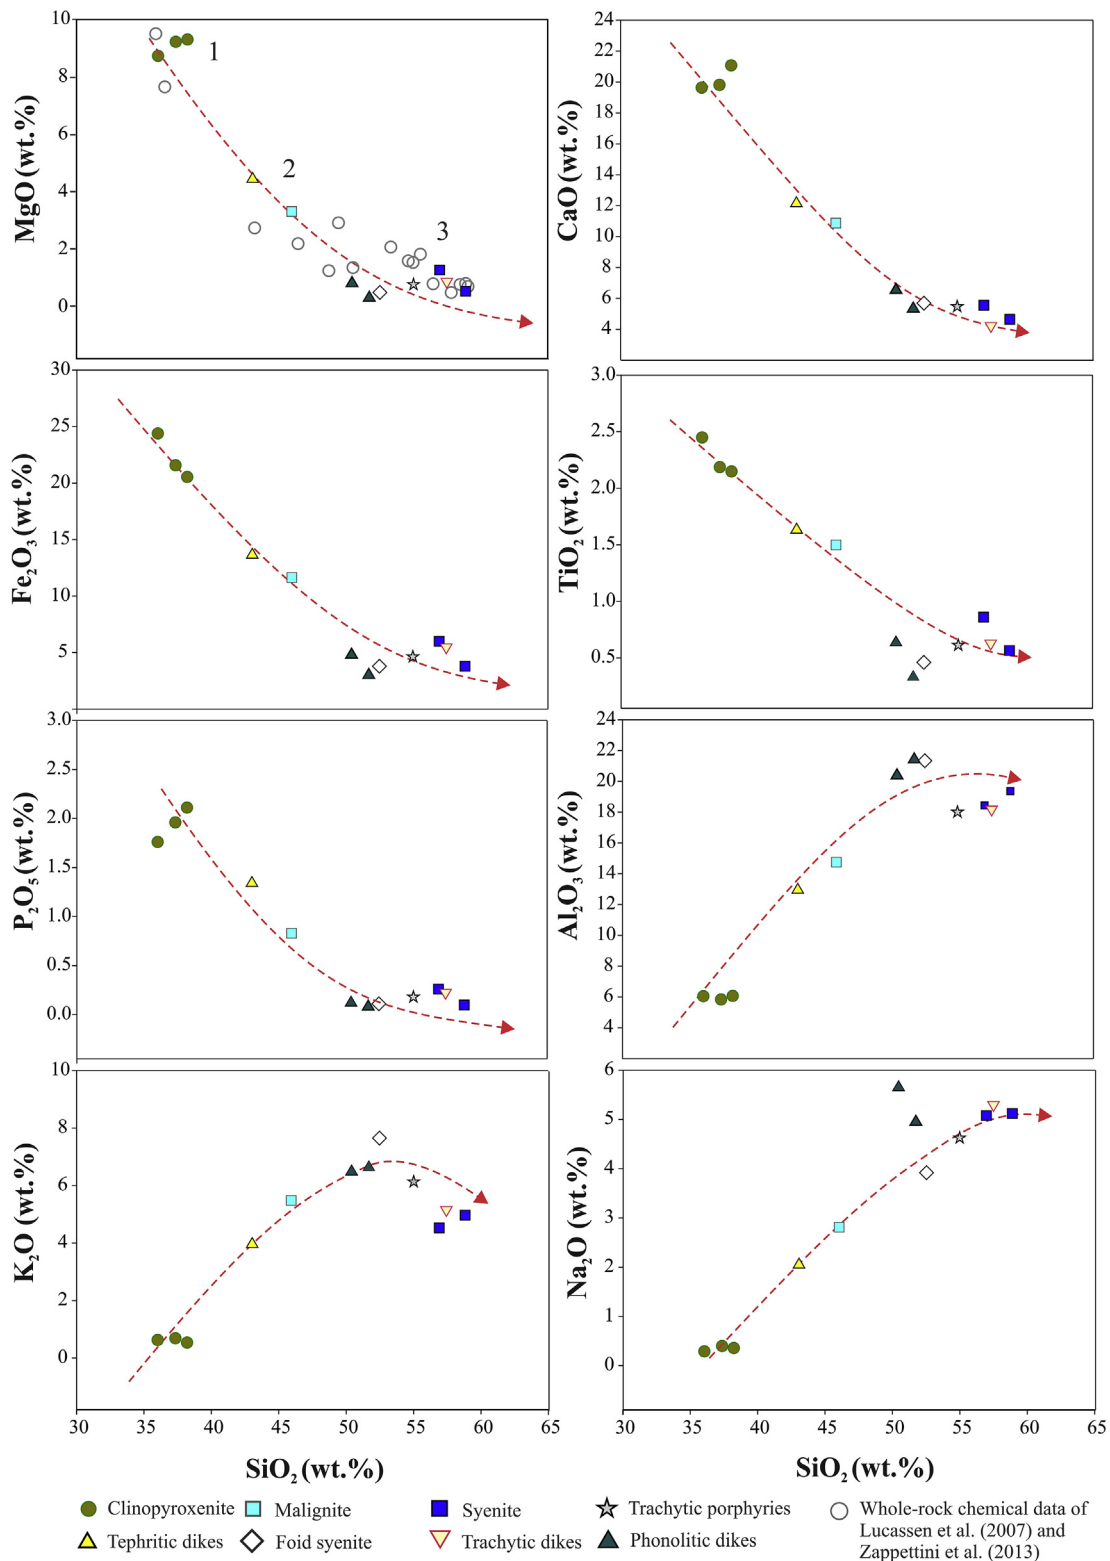 MgO (wt.%)
10
8
6
4
2
0
1
2
3
CaO (wt.%)
24
22
20
18
16
14
12
10
8
6
4
Fe₂O₃ (wt.%)
30
25
20
15
10
5
TiO₂ (wt.%)
3.0
2.5
2.0
1.5
1.0
0.5
P₂O₅ (wt.%)
3.0
2.5
2.0
1.5
1.0
0.5
0.0
Al₂O₃ (wt.%)
24
22
20
18
16
14
12
10
8
6
4
K₂O (wt.%)
10
8
6
4
2
0
30 35 40 45 50 55 60 65
SiO₂ (wt.%)
Na₂O (wt.%)
6
5
4
3
2
1
0
30 35 40 45 50 55 60 65
SiO₂ (wt.%)
Clinopyroxenite
Malignite
Syenite
Trachytic porphyries
Whole-rock chemical data of
Lucassen et al. (2007) and
Zappettini et al. (2013)
Tephritic dikes
Foid syenite
Trachytic dikes
Phonolitic dikes